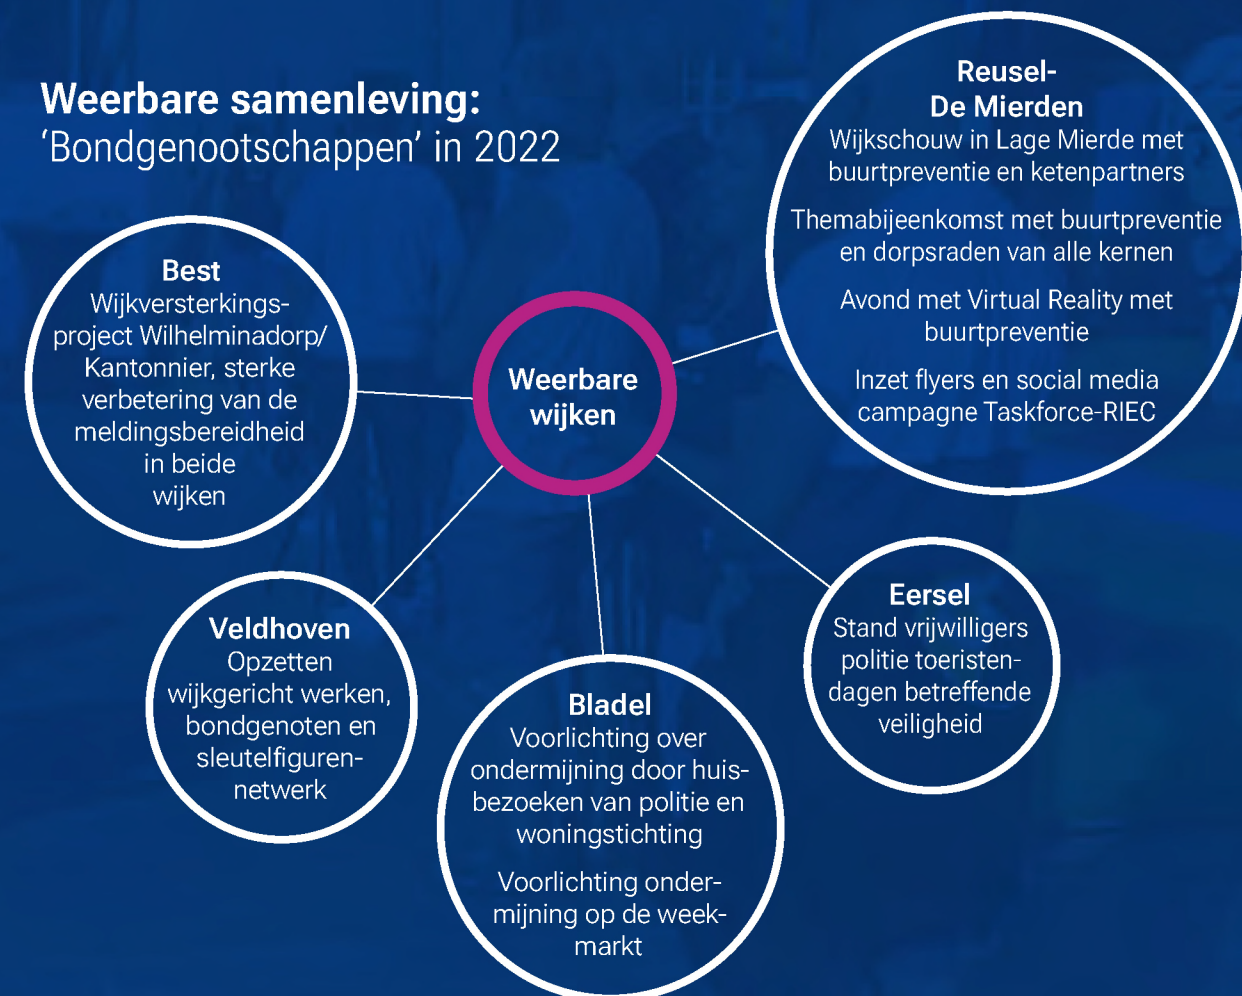 Weerbare samenleving:
‘Bondgenootschappen’ in 2022
Reusel-
De Mierden
Wijkschouw in Lage Mierde met
buurtpreventie en ketenpartners
Themabijeenkomst met buurtpreventie
en dorpsraden van alle kernen
Avond met Virtual Reality met
buurtpreventie
Inzet flyers en social media
campagne Taskforce-RIEC
Best
Wijkversterkings-
project Wilhelminadorp/
Kantonnier, sterke
verbetering van de
meldingsbereidheid
in beide
wijken
Weerbare
wijken
Veldhoven
Opzetten
wijkgericht werken,
bondgenoten en
sleutelfiguren-
netwerk
Bladel
Voorlichting over
ondermijning door huis-
bezoeken van politie en
woningstichting
Voorlichting onder-
mijning op de week-
markt
Eersel
Stand vrijwilligers
politie toeristen-
dagen betreffende
veiligheid